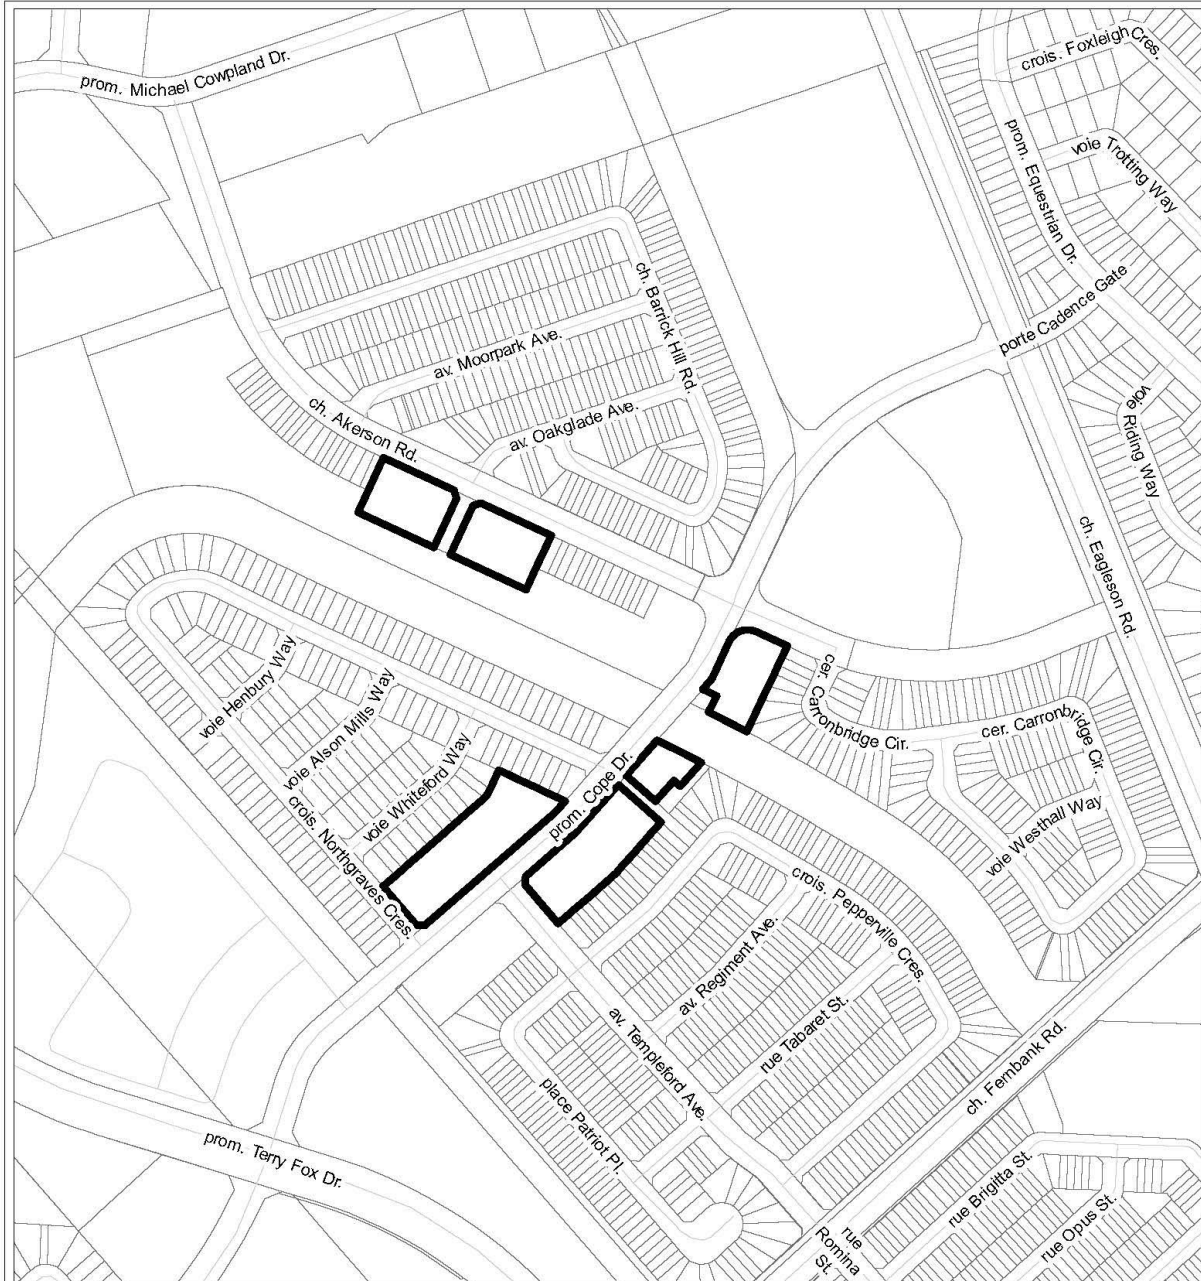 crois. Foxleigh Cres.
prom. Michael Cowpland Dr.
voie Trotting Way
prom. Equestrian Dr.
ch. Barrick Hill Rd.
porte Cadence Gate
av. Moorpark Ave.
ch. Akerson Rd.
av. Oakglade Ave.
voie Riding Way
ch. Eagleson Rd.
voie Henbury Way
cer. Carronbridge Cir.
cer. Carronbridge Cir.
voie Alson Mills Way
voie Whiteford Way
prom. Cope Dr.
crois. Northgraves Cres.
voie Westhall Way
crois. Pepperville Cres.
av. Regiment Ave.
rue Tabaret St.
av. Templeford Ave.
ch. Fernbank Rd.
place Patriot Pl.
prom. Terry Fox Dr.
rue Brigitta St.
rue Opus St.
rue
Romina
St.